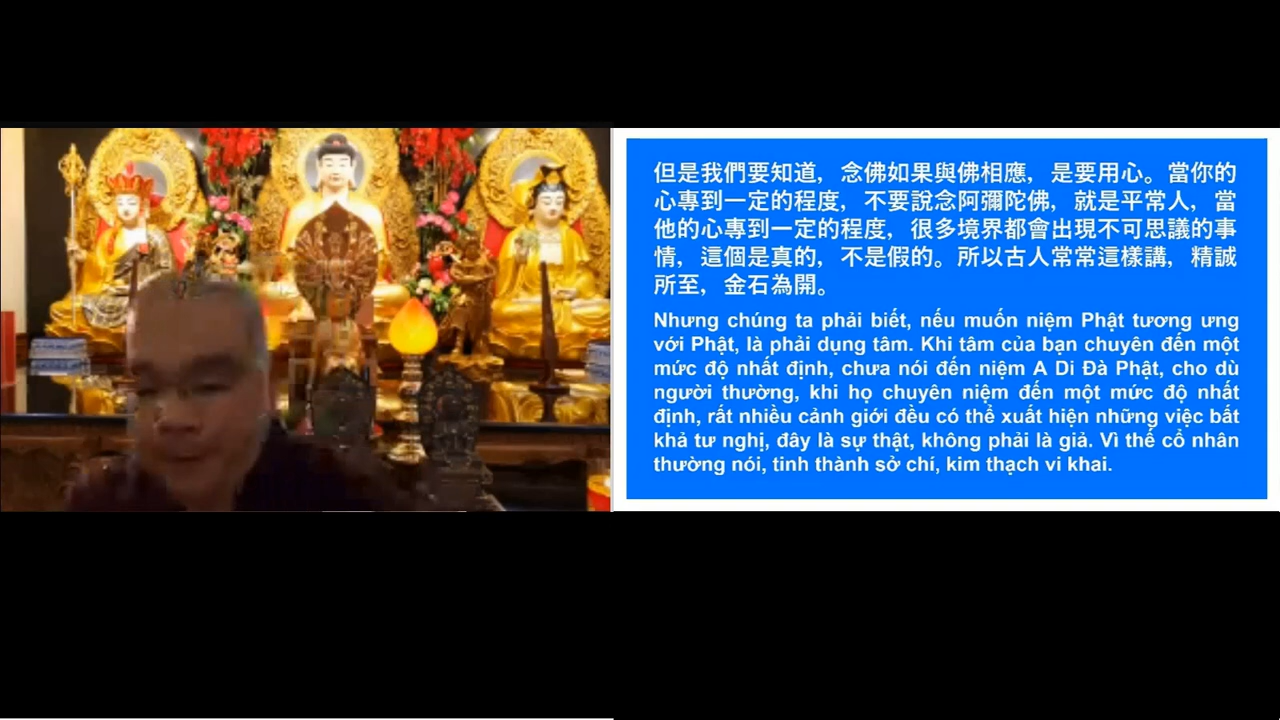 但是我們要知道，念佛如果與佛相應，是要用心。當你的
心專到一定的程度，不要說念阿彌陀佛，就是平常人，當
他的心專到一定的程度，很多境界都會出現不可思議的事
情，這個是真的，不是假的。所以古人常常這樣講，精誠
所至，金石為開。
Nhưng chúng ta phải biết, nếu muốn niệm Phật tương ưng
với Phật, là phải dụng tâm. Khi tâm của bạn chuyên đến một
mức độ nhất định, chưa nói đến niệm A Di Đà Phật, cho dù
người thường, khi họ chuyên niệm đến một mức độ nhất
định, rất nhiều cảnh giới đều có thể xuất hiện những việc bất
khả tư nghị, đây là sự thật, không phải là giả. Vì thế cổ nhân
thường nói, tinh thành sở chí, kim thạch vi khai.